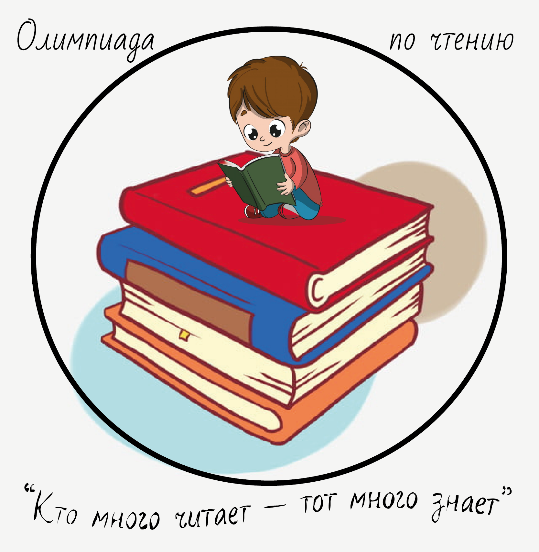 Олимпиада по чтению
“Кто много читает – тот много знает”